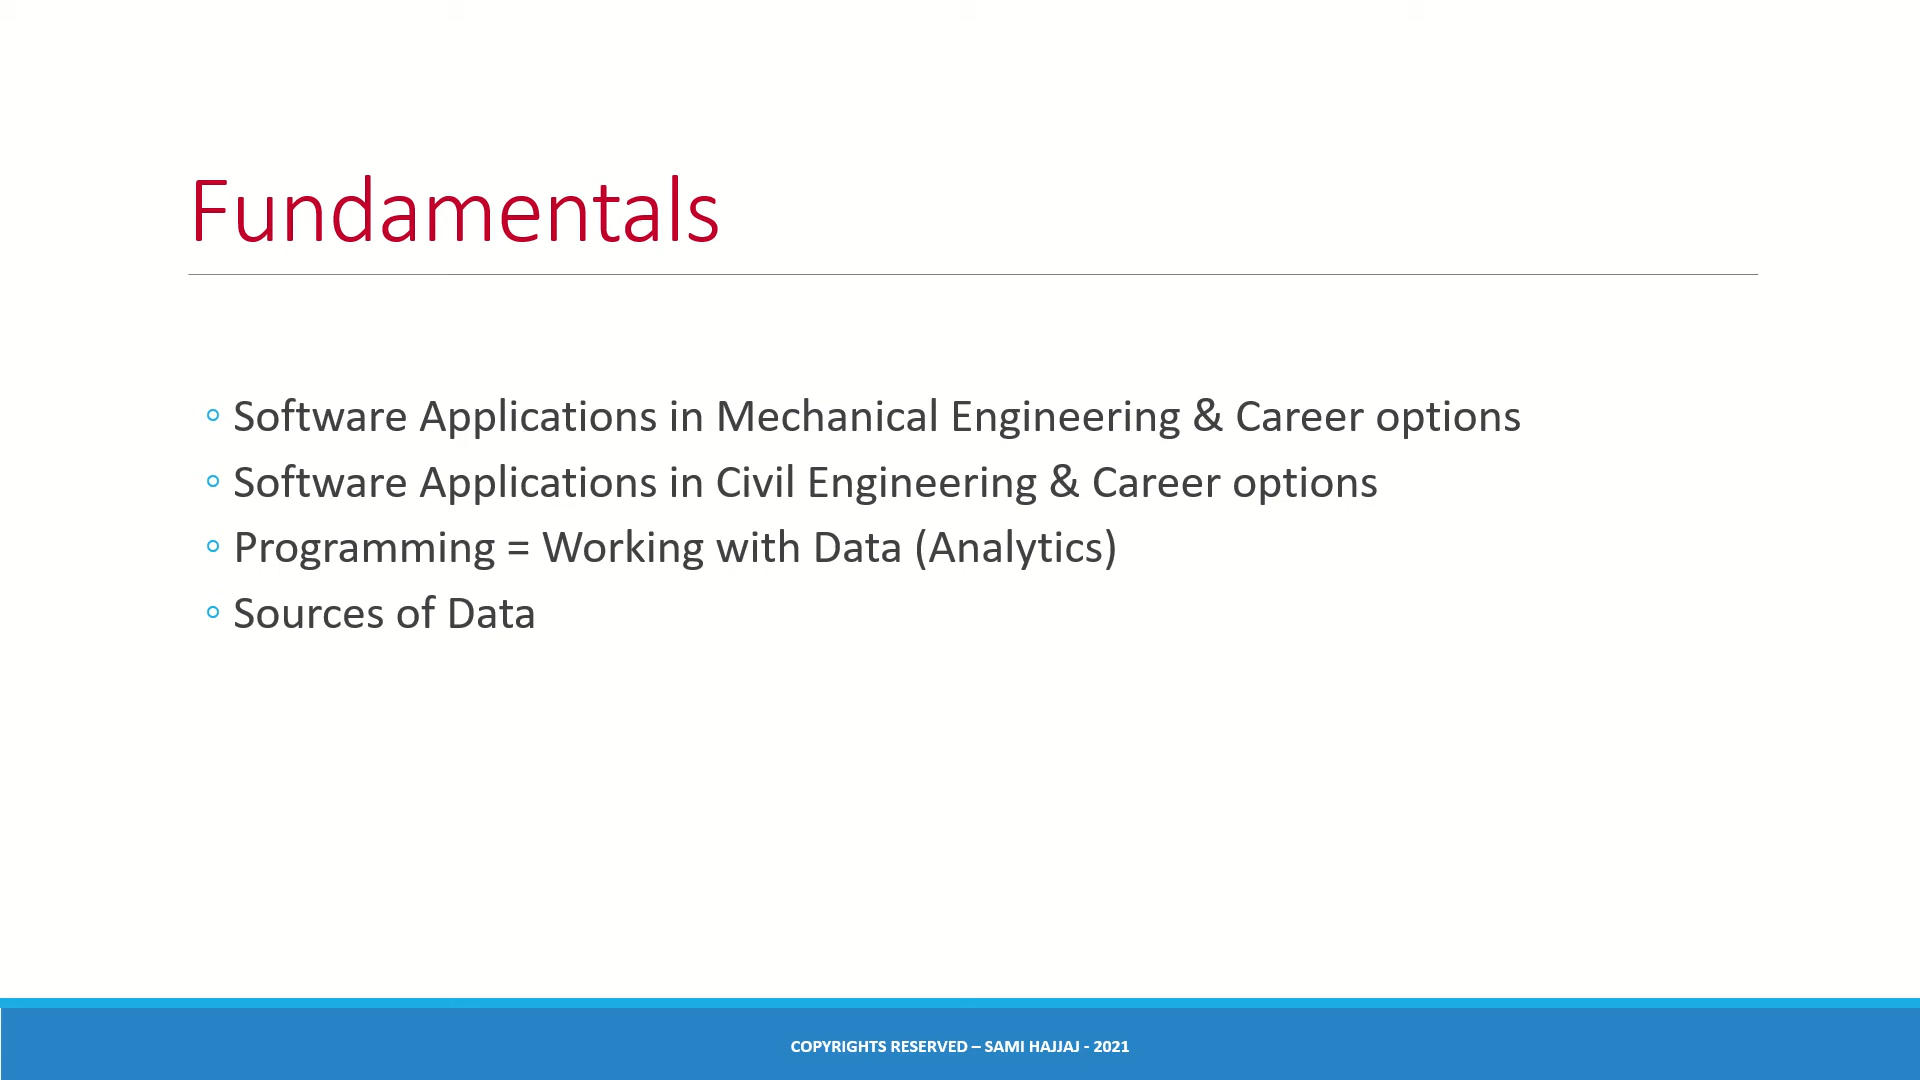 Fundamentals
◦ Software Applications in Mechanical Engineering & Career options
◦ Software Applications in Civil Engineering & Career options
◦ Programming = Working with Data (Analytics)
◦ Sources of Data
COPYRIGHTS RESERVED – SAMI HAJJAJ - 2021